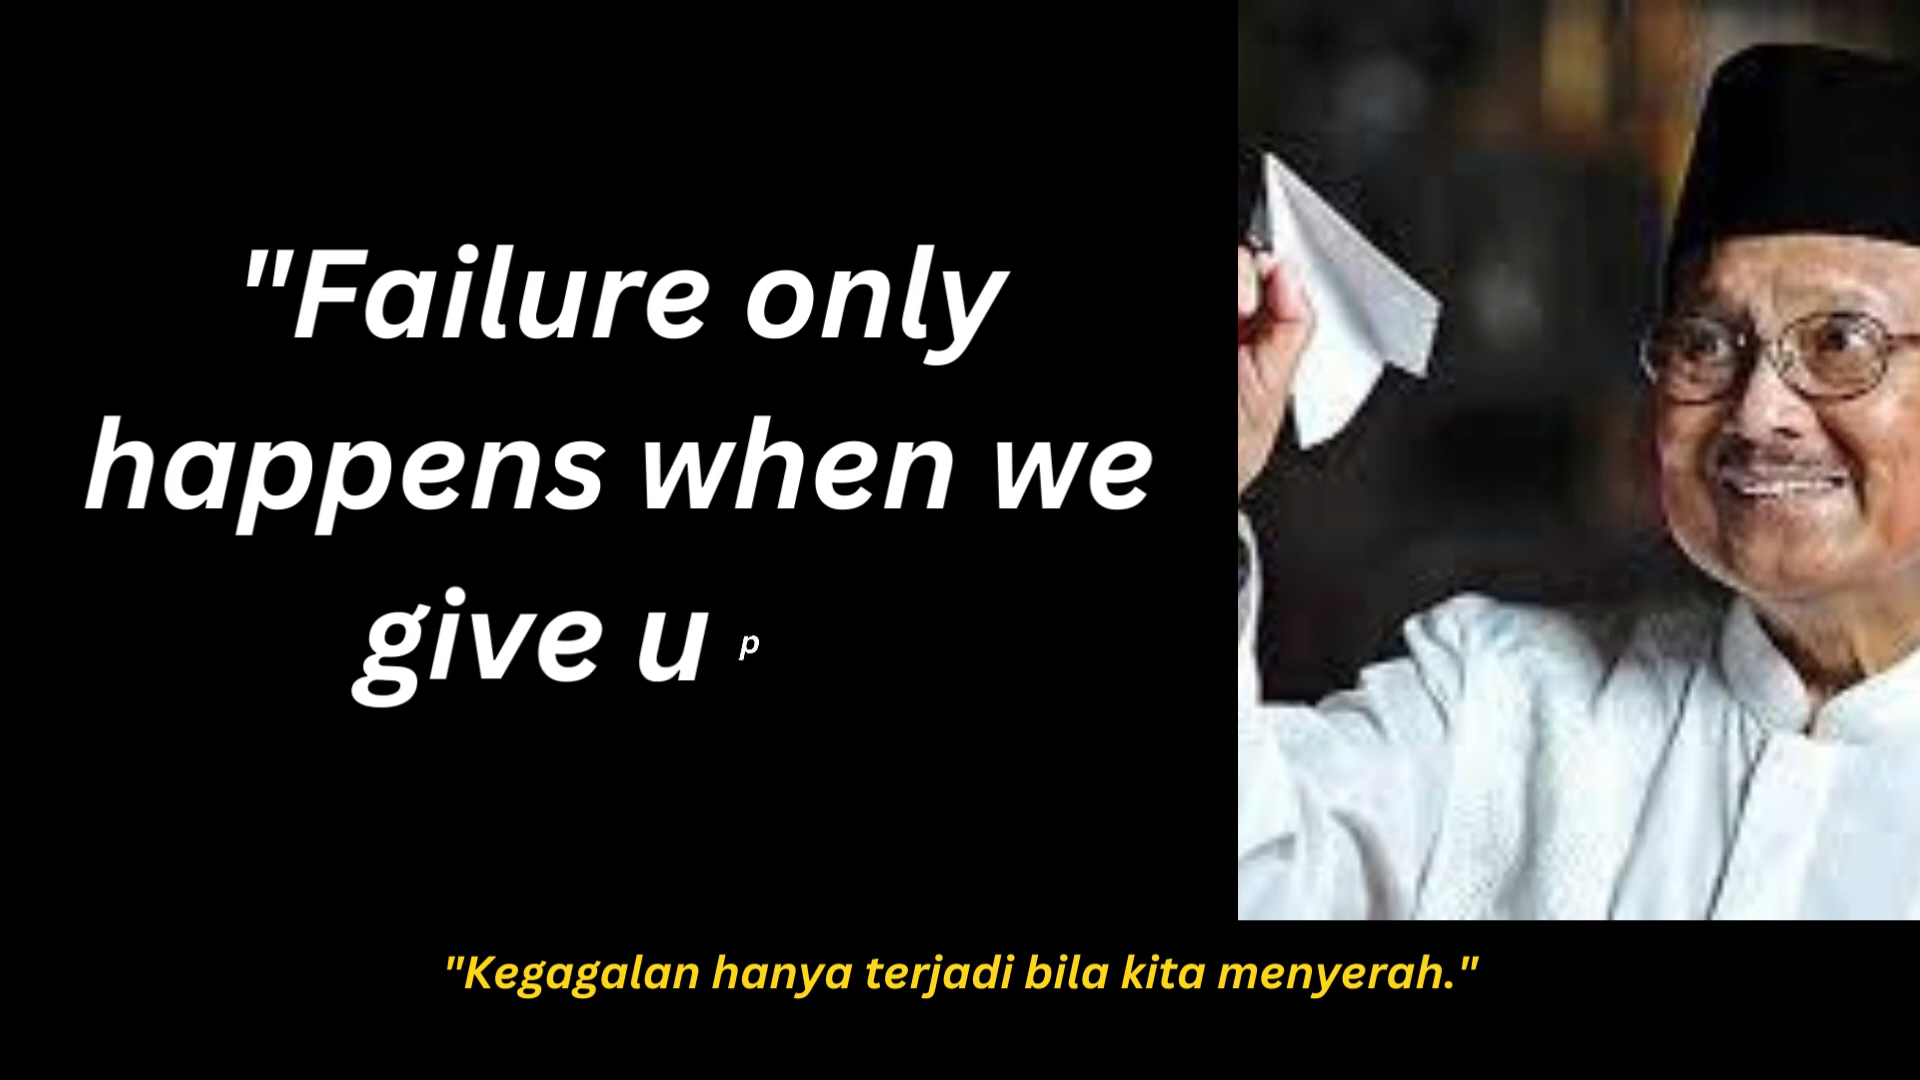 "Failure only
happens when we
give u p
"Kegagalan hanya terjadi bila kita menyerah."